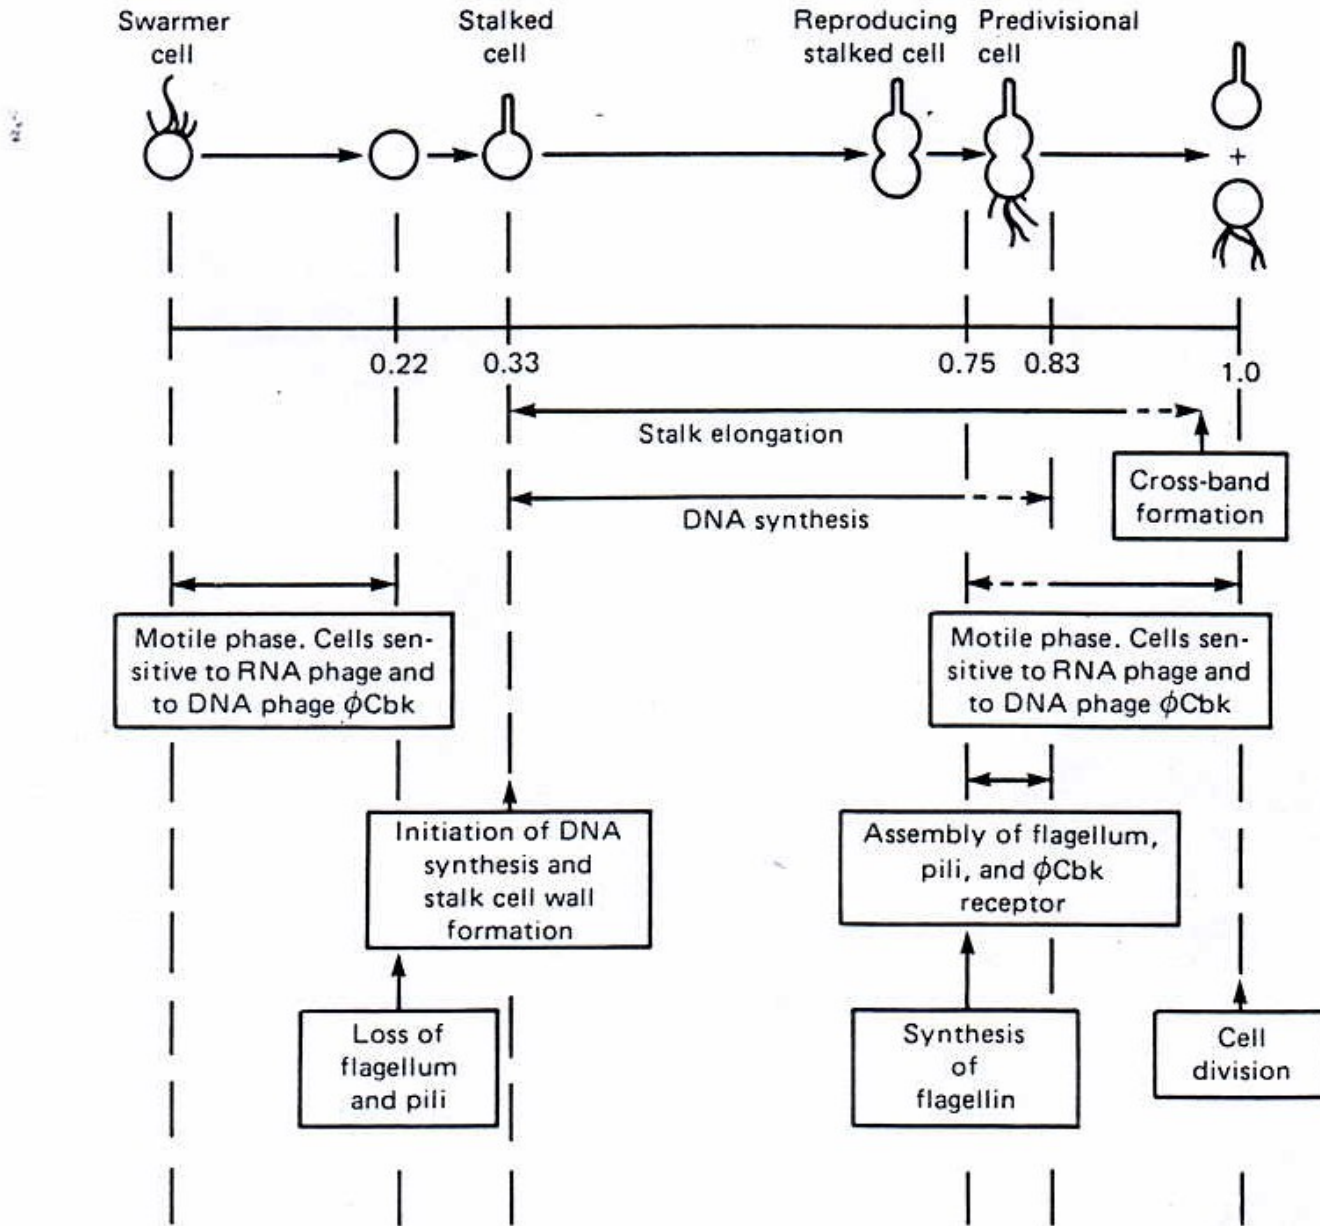 Swarmer
cell
Stalked
cell
Reproducing
stalked cell
Predivisional
cell
+
0.22
0.33
0.75
0.83
1.0
Stalk elongation
Cross-band
formation
DNA synthesis
Motile phase. Cells sen-
sitive to RNA phage and
to DNA phage ϕCbk
Motile phase. Cells sen-
sitive to RNA phage and
to DNA phage ϕCbk
Initiation of DNA
synthesis and
stalk cell wall
formation
Assembly of flagellum,
pili, and ϕCbk
receptor
Loss of
flagellum
and pili
Synthesis
of
flagellin
Cell
division